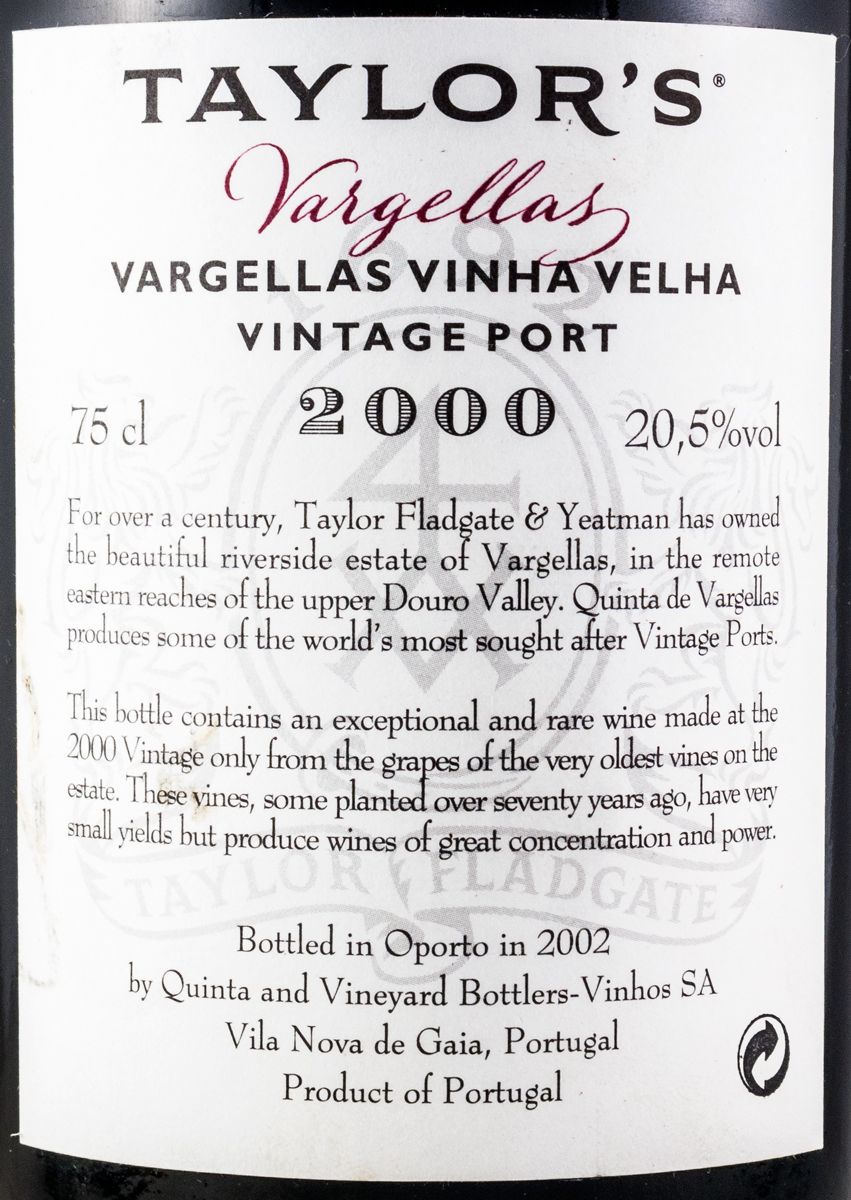 TAYLOR'S®
Vargellas
1692
VARGELLAS VINHA VELHA
VINTAGE PORT
2000
75 cl
20,5%vol
For over a century, Taylor Fladgate & Yeatman has owned
the beautiful riverside estate of Vargellas, in the remote
eastern reaches of the upper Douro Valley. Quinta de Vargellas
produces some of the world's most sought after Vintage Ports.
This bottle contains an exceptional and rare wine made at the
2000 Vintage only from the grapes of the very oldest vines on the
estate. These vines, some planted over seventy years ago, have very
small yields but produce wines of great concentration and power.
TAYLOR FLADGATE
Bottled in Oporto in 2002
by Quinta and Vineyard Bottlers-Vinhos SA
Vila Nova de Gaia, Portugal
Product of Portugal